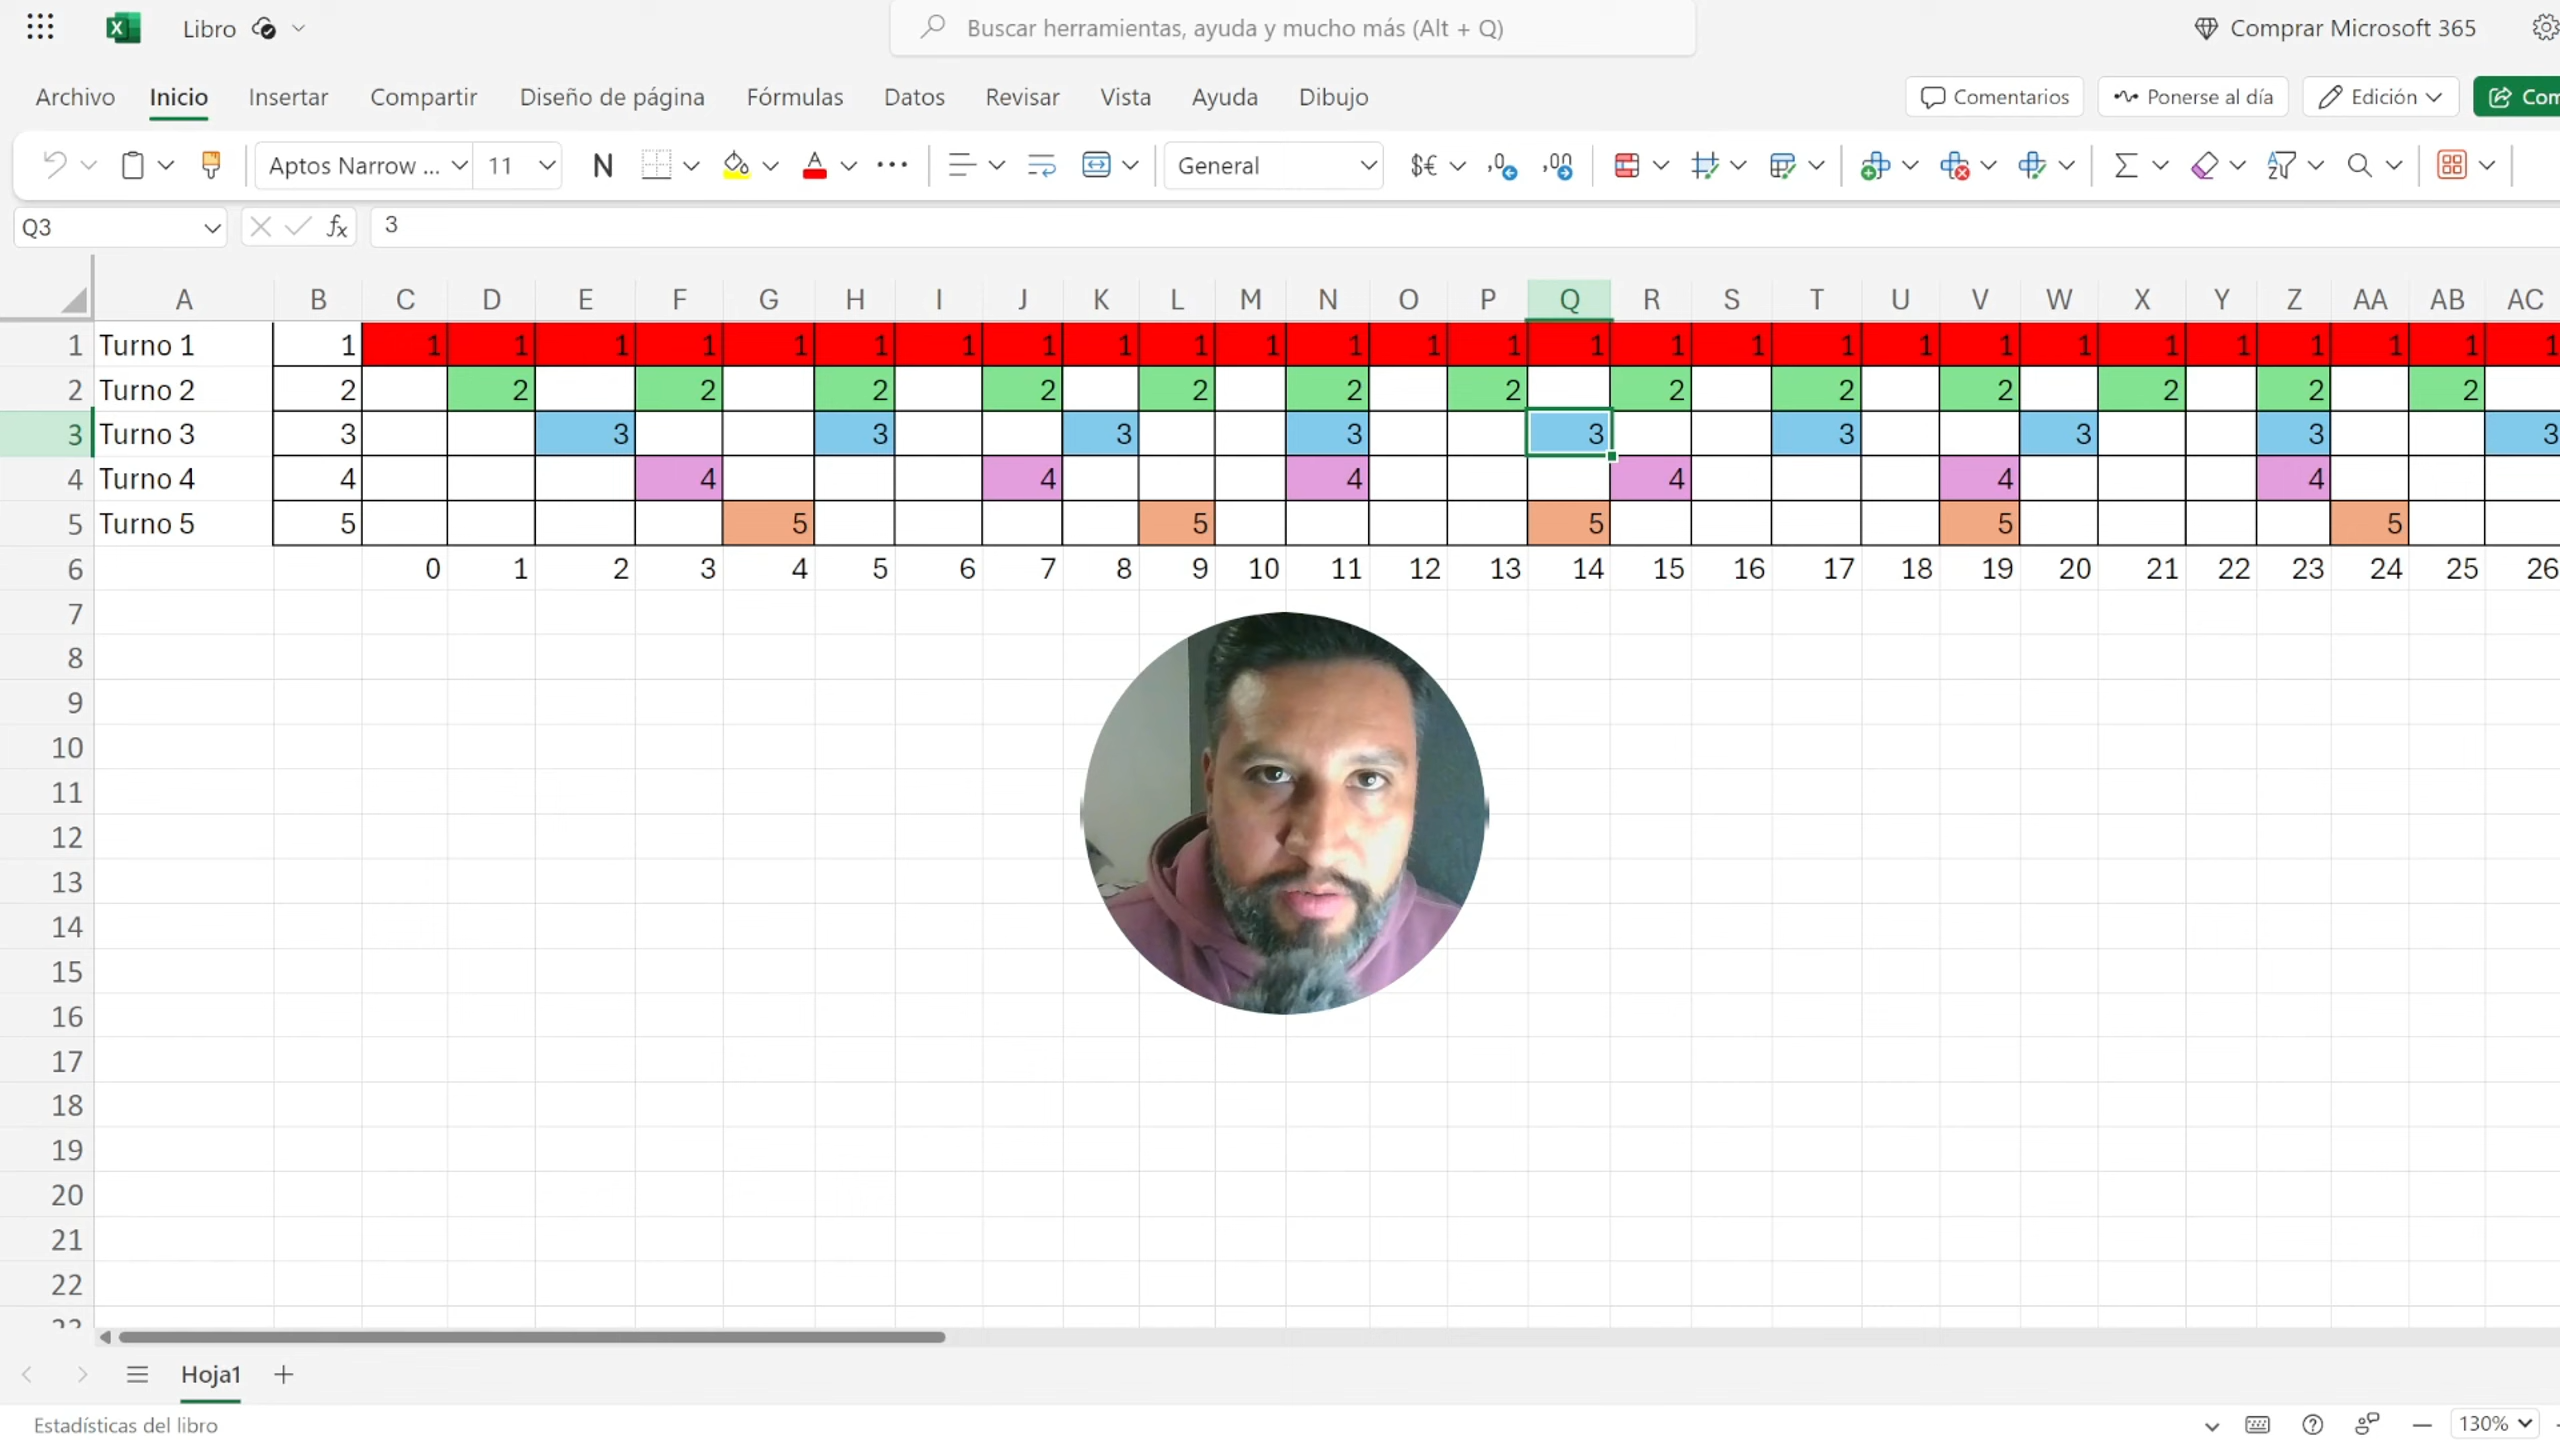 Libro
Buscar herramientas, ayuda y mucho más (Alt + Q)
Comprar Microsoft 365
Archivo Inicio Insertar Compartir Diseño de página Fórmulas Datos Revisar Vista Ayuda Dibujo
Comentarios Ponerse al día Edición Com
Aptos Narrow ... 11 N A General $€
Q3 fx 3
A B C D E F G H I J K L M N O P Q R S T U V W X Y Z AA AB AC
1 Turno 1 1 1 1 1 1 1 1 1 1 1 1 1 1 1 1 1 1 1 1 1 1 1 1 1 1 1 1 1
2 Turno 2 2 2 2 2 2 2 2 2 2 2 2 2 2 2
3 Turno 3 3 3 3 3 3 3 3 3 3 3
4 Turno 4 4 4 4 4 4 4 4
5 Turno 5 5 5 5 5 5 5
6 0 1 2 3 4 5 6 7 8 9 10 11 12 13 14 15 16 17 18 19 20 21 22 23 24 25 26
7
8
9
10
11
12
13
14
15
16
17
18
19
20
21
22
Hoja1
Estadísticas del libro
130%